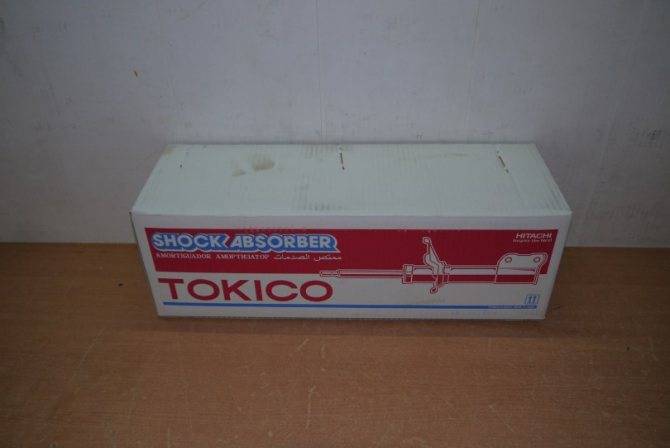 SHOCK ABSORBER
AMORTIGUADOR АМОРТИЗАТОР ممتص الصدمات
HITACHI
Inspire the Next
TOKICO